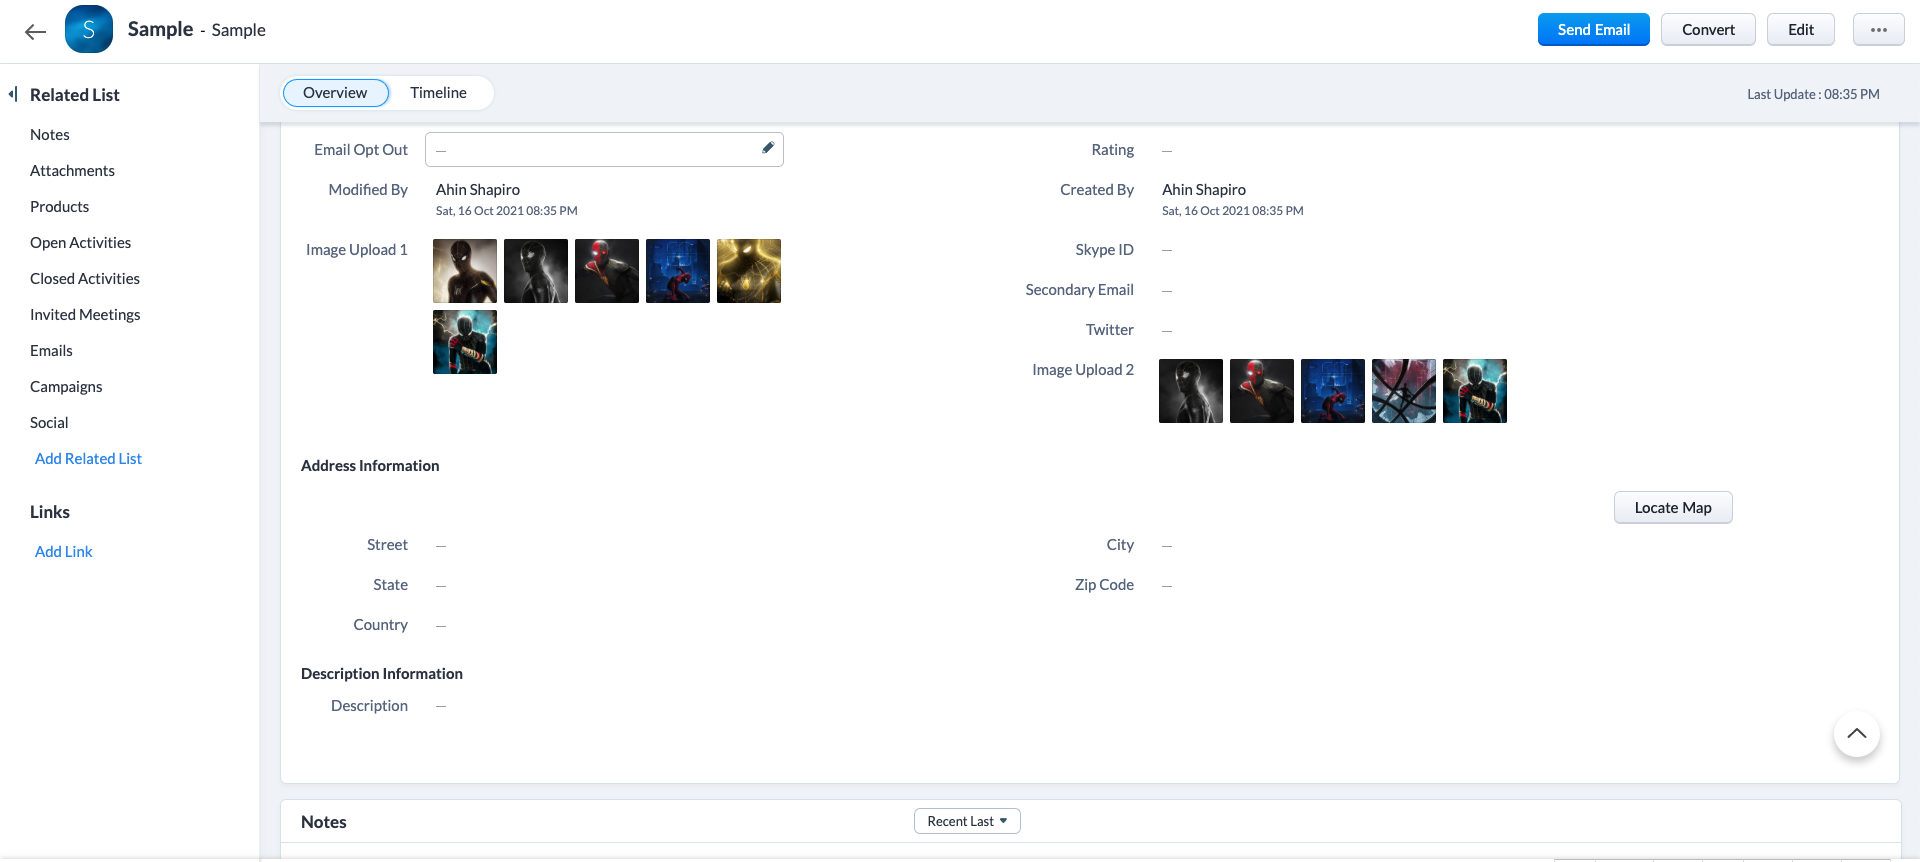 S
Sample - Sample
Send Email
Convert
Edit
Related List
Notes
Attachments
Products
Open Activities
Closed Activities
Invited Meetings
Emails
Campaigns
Social
Add Related List
Links
Add Link
Overview
Timeline
Last Update : 08:35 PM
Email Opt Out —
Rating —
Modified By Ahin Shapiro
Sat, 16 Oct 2021 08:35 PM
Created By Ahin Shapiro
Sat, 16 Oct 2021 08:35 PM
Image Upload 1
Skype ID —
Secondary Email —
Twitter —
Image Upload 2
Address Information
Locate Map
Street —
City —
State —
Zip Code —
Country —
Description Information
Description —
Notes
Recent Last